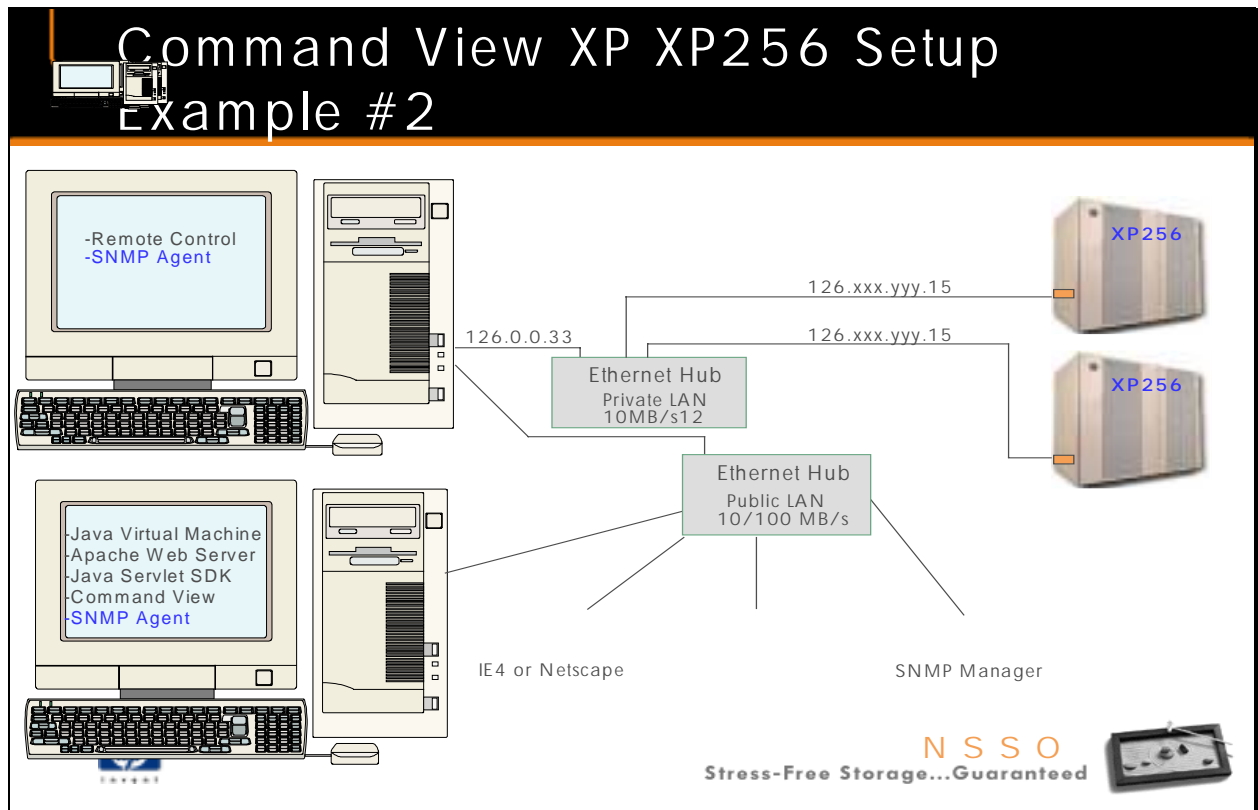 Command View XP XP256 Setup
Example #2
-Remote Control
-SNMP Agent
XP256
126.xxx.yyy.15
126.0.0.33
126.xxx.yyy.15
Ethernet Hub
Private LAN
10MB/s12
XP256
Ethernet Hub
Public LAN
10/100 MB/s
-Java Virtual Machine
-Apache Web Server
-Java Servlet SDK
-Command View
-SNMP Agent
IE4 or Netscape
SNMP Manager
NSSO
Stress-Free Storage...Guaranteed
invent